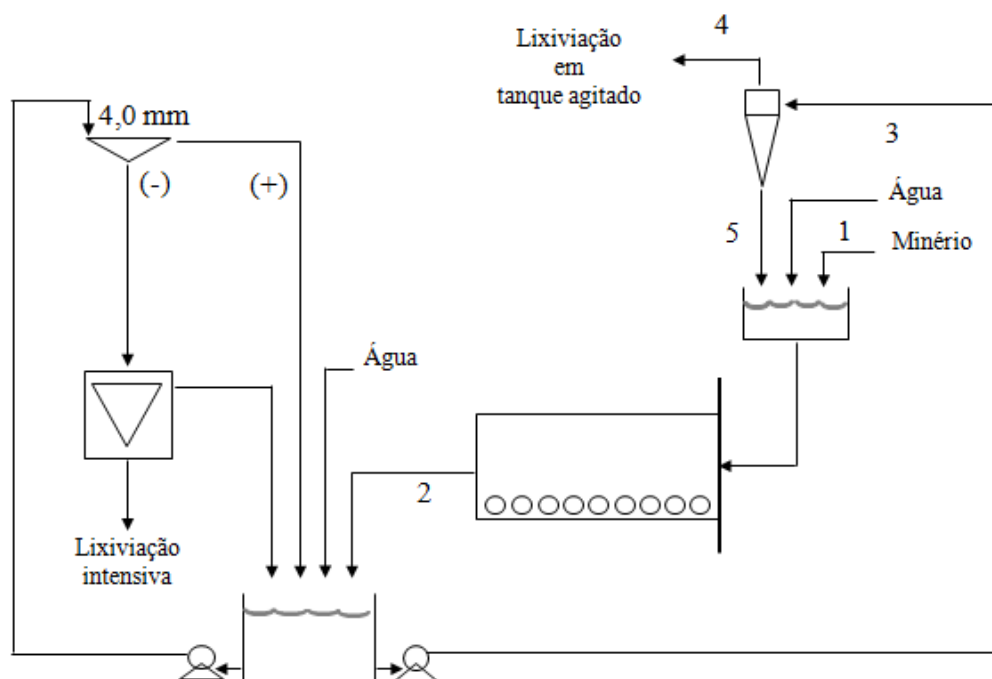 4
Lixiviação
em
tanque agitado
4,0 mm
3
(-)
(+)
Água
5
1
Minério
Água
2
Lixiviação
intensiva